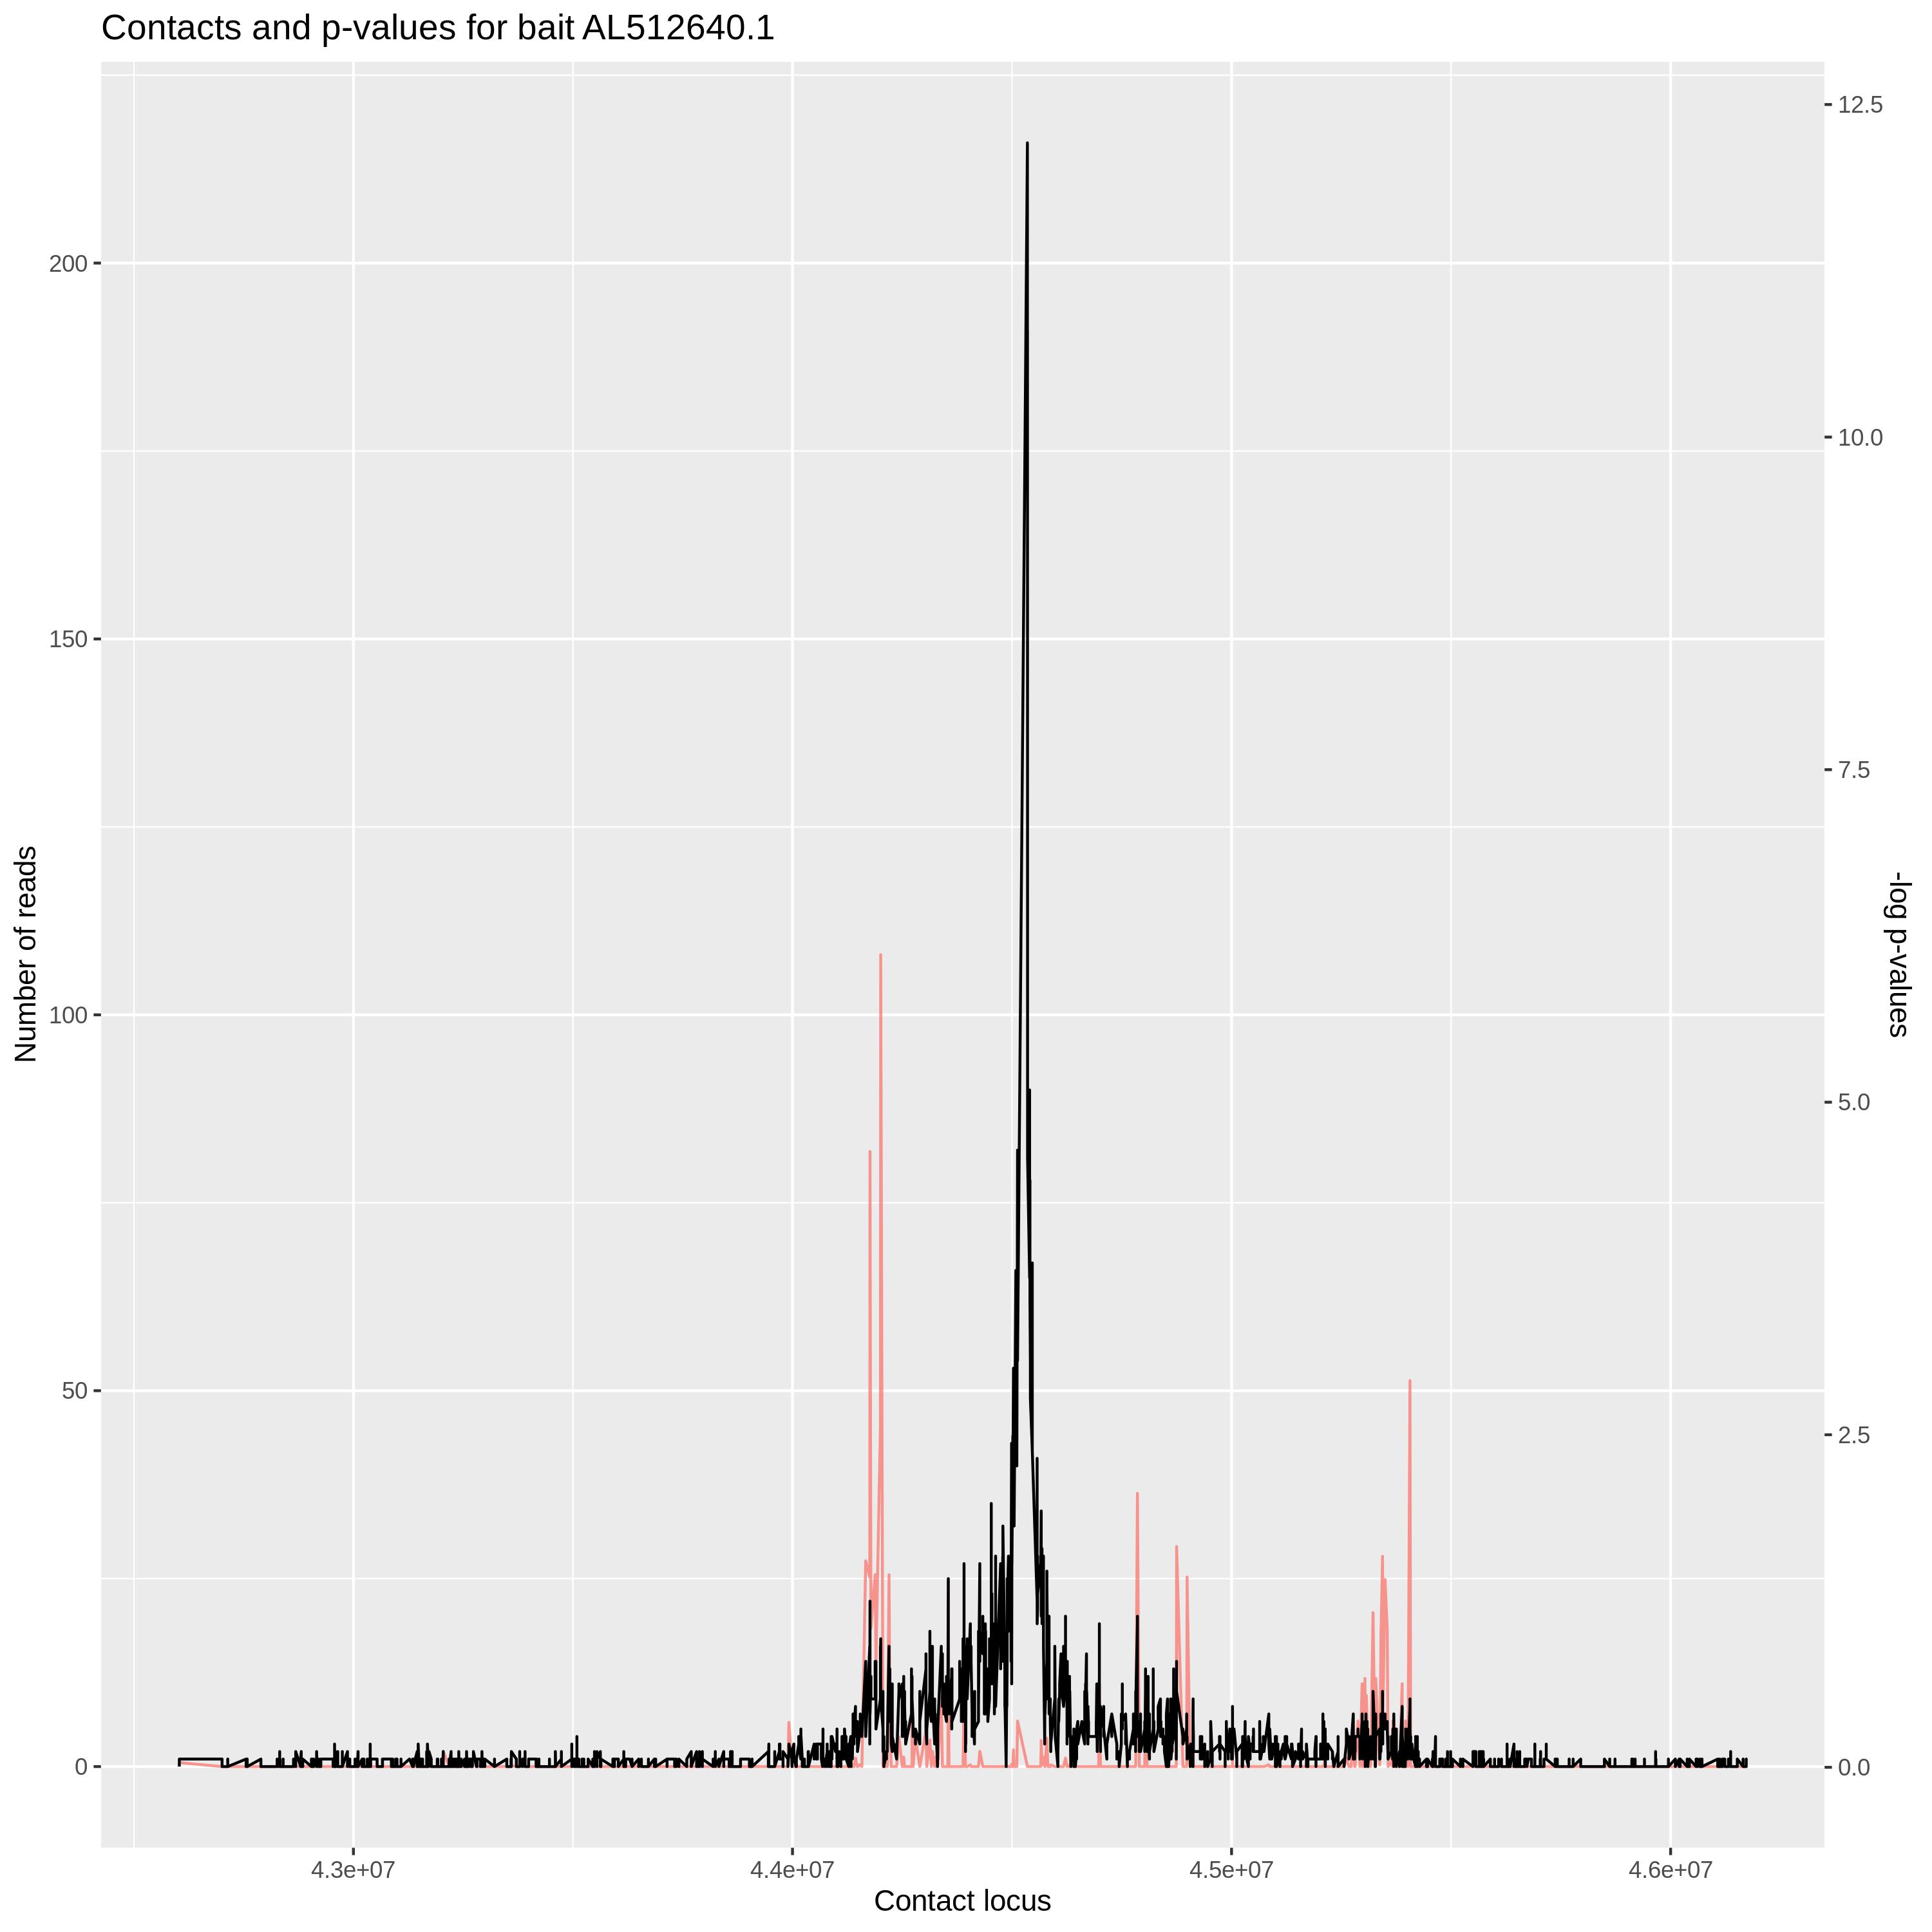 Contacts and p-values for bait AL512640.1
200
150
100
50
0
Number of reads
12.5
10.0
7.5
5.0
2.5
0.0
-log p-values
4.3e+07
4.4e+07
4.5e+07
4.6e+07
Contact locus